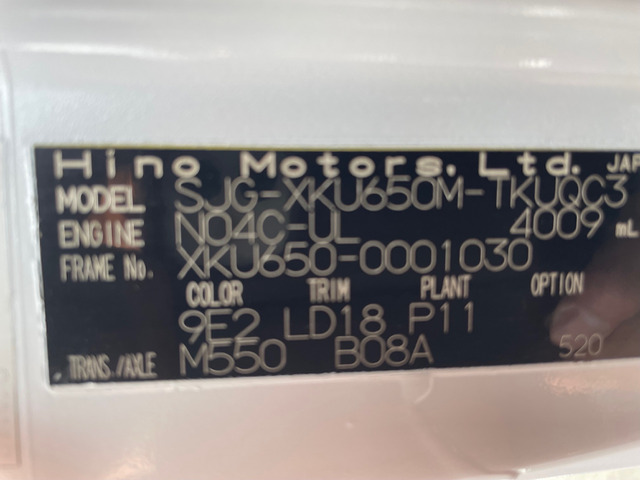 Hino Motors, Ltd. JAP
MODEL SJG-XKU650M-TKUQC3
ENGINE N04C-UL 4009 mL
FRAME No. XKU650-0001030
COLOR TRIM PLANT OPTION
9E2 LD18 P11
TRANS./AXLE M550 B08A 520